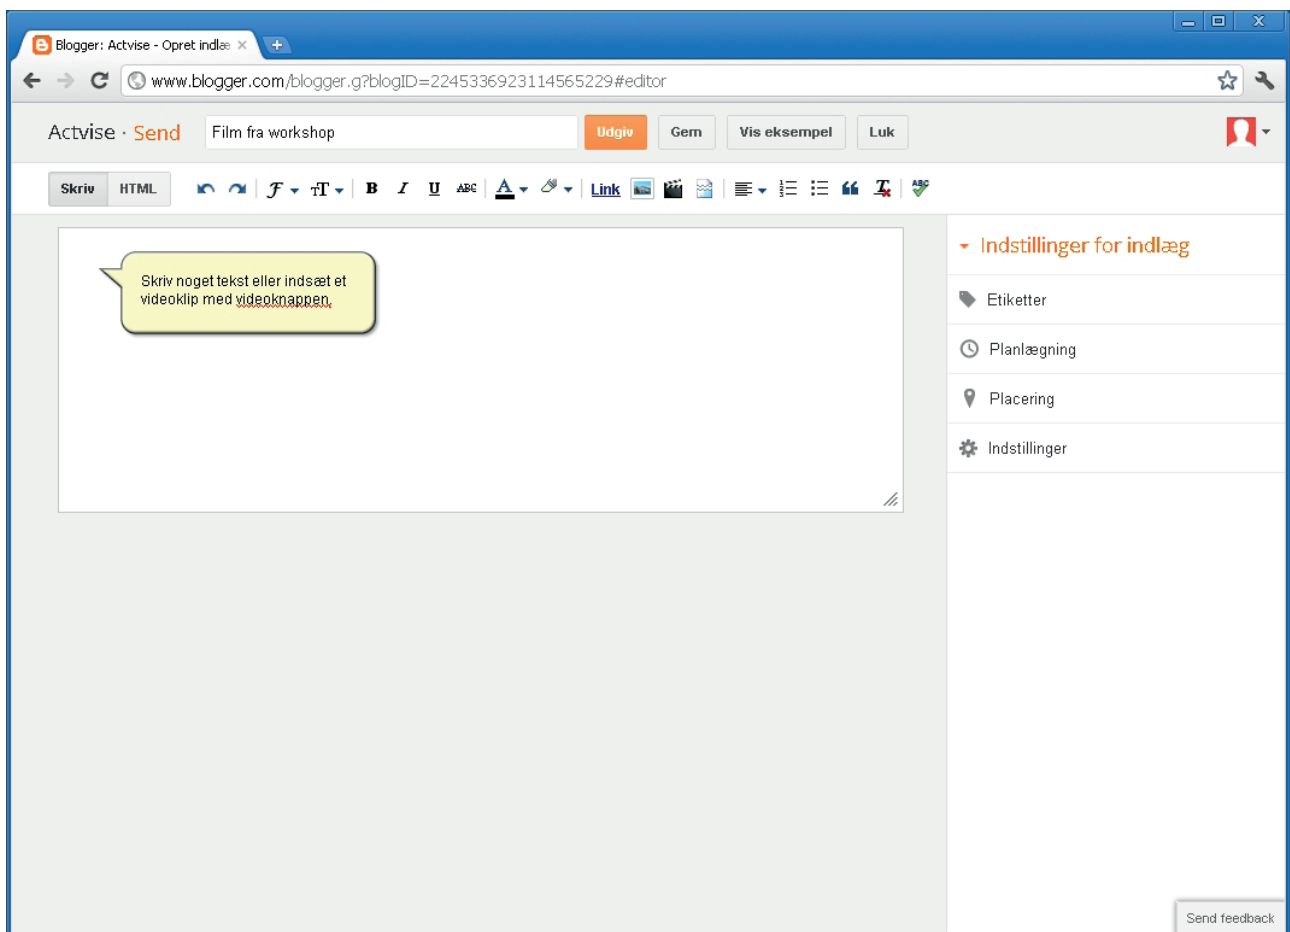 Blogger: Actvise - Opret indlæ
www.blogger.com/blogger.g?blogID=2245336923114565229#editor
Actvise · Send Film fra workshop Udgiv Gem Vis eksempel Luk
Skriv HTML F TT B I U ABC A Link T ABC
Skriv noget tekst eller indsæt et
videoklip med videoknappen.
Indstillinger for indlæg
Etiketter
Planlægning
Placering
Indstillinger
Send feedback